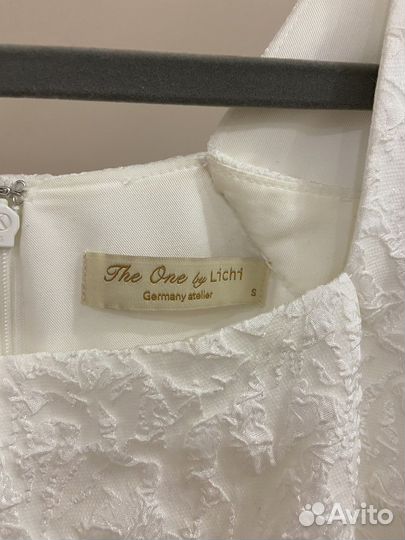 The One by Lichi
Germany atelier
S
Avito